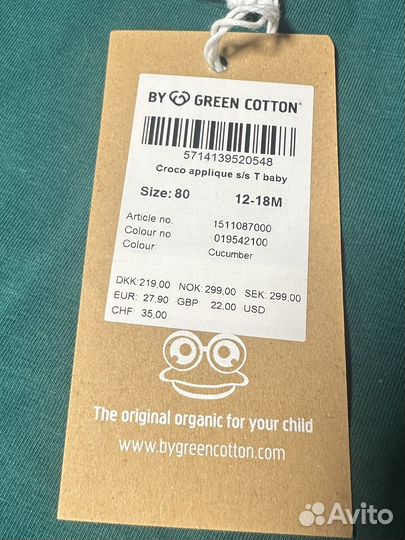 BY GREEN COTTON®
5714139520548
Croco applique s/s T baby
Size: 80 12-18M
Article no. 1511087000
Colour no 019542100
Colour: Cucumber
DKK:219,00 NOK: 299,00 SEK: 299.00
EUR: 27.90 GBP 22,00 USD
CHF: 35,00
The original organic for your child
www.bygreencotton.com
Avito